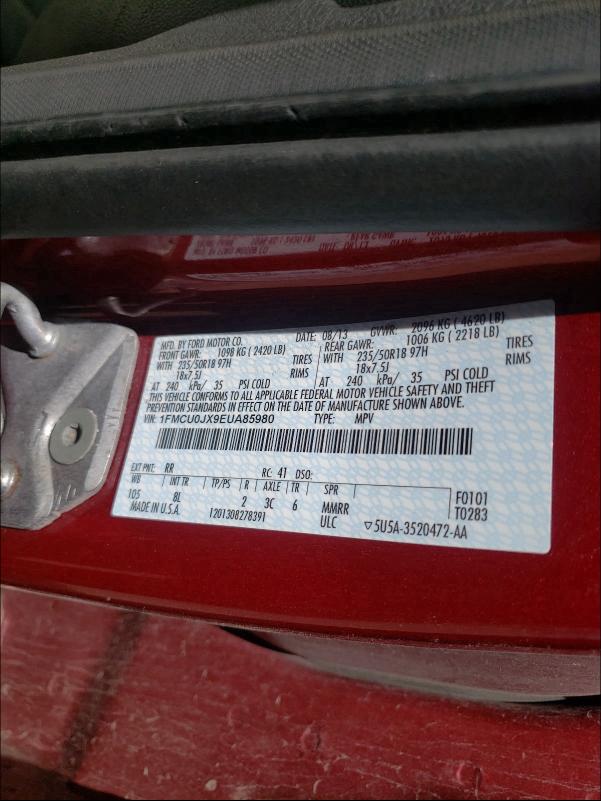 MFD. BY FORD MOTOR CO. DATE: 08/13 GVWR: 2096 KG ( 4620 LB)
FRONT GAWR: 1098 KG ( 2420 LB) REAR GAWR: 1006 KG ( 2218 LB)
WITH 235/50R18 97H TIRES WITH 235/50R18 97H TIRES
18x7.5J RIMS 18x7.5J RIMS
AT 240 kPa/ 35 PSI COLD AT 240 kPa/ 35 PSI COLD
THIS VEHICLE CONFORMS TO ALL APPLICABLE FEDERAL MOTOR VEHICLE SAFETY AND THEFT
PREVENTION STANDARDS IN EFFECT ON THE DATE OF MANUFACTURE SHOWN ABOVE.
VIN: 1FMCU0JX9EUA85980 TYPE: MPV
EXT PNT: RR RC: 41 DSO:
WB INT TR TP/PS R AXLE TR SPR
105 8L 2 3C 6 MMRR F0101
MADE IN U.S.A. 1201308278391 ULC T0283
▽5U5A-3520472-AA